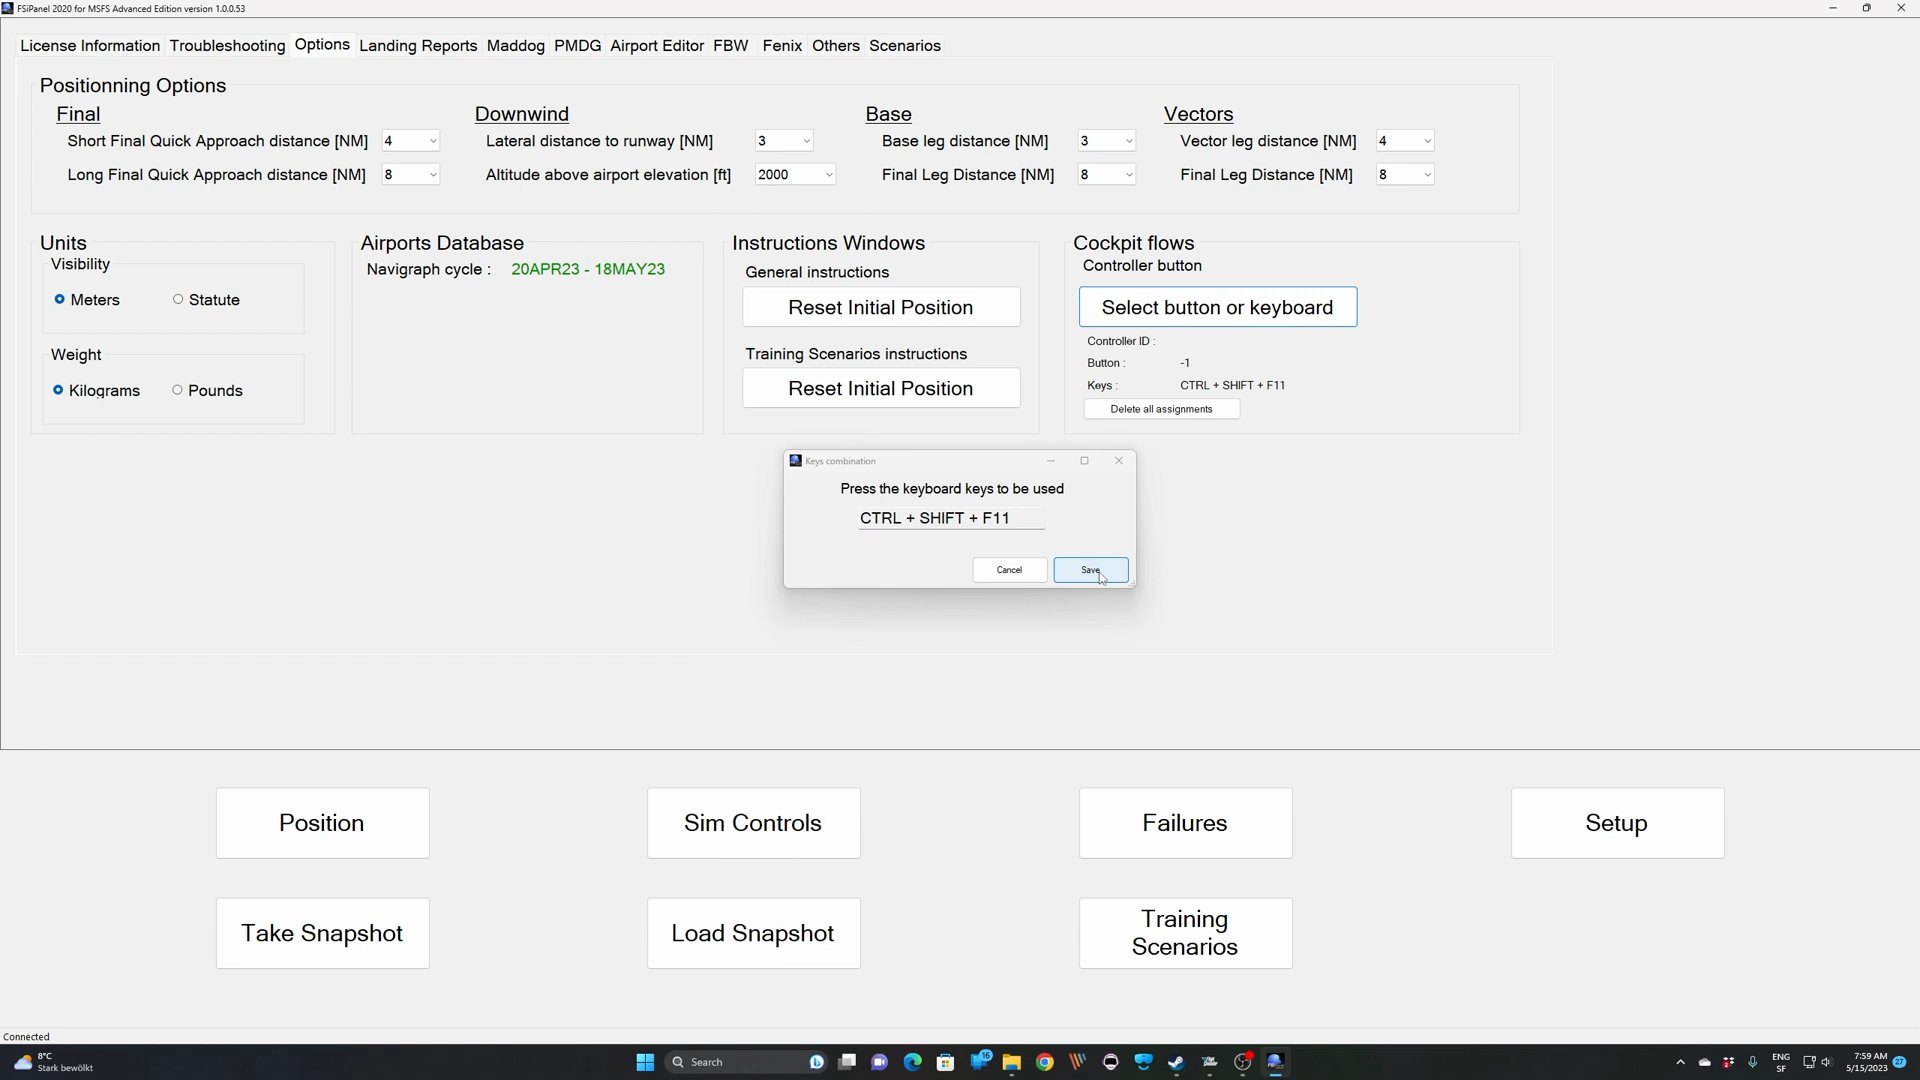 FSiPanel 2020 for MSFS Advanced Edition version 1.0.0.53
License Information Troubleshooting Options Landing Reports Maddog PMDG Airport Editor FBW Fenix Others Scenarios
Positionning Options
Final Downwind Base Vectors
Short Final Quick Approach distance [NM] 4 Lateral distance to runway [NM] 3 Base leg distance [NM] 3 Vector leg distance [NM] 4
Long Final Quick Approach distance [NM] 8 Altitude above airport elevation [ft] 2000 Final Leg Distance [NM] 8 Final Leg Distance [NM] 8
Units
Visibility
Meters Statute
Weight
Kilograms Pounds
Airports Database
Navigraph cycle : 20APR23 - 18MAY23
Instructions Windows
General instructions
Reset Initial Position
Training Scenarios instructions
Reset Initial Position
Cockpit flows
Controller button
Select button or keyboard
Controller ID :
Button : -1
Keys : CTRL + SHIFT + F11
Delete all assignments
Keys combination
Press the keyboard keys to be used
CTRL + SHIFT + F11
Cancel Save
Position Sim Controls Failures Setup
Take Snapshot Load Snapshot Training
Scenarios
Connected
8°C
Stark bewölkt
Search
16
ENG
SF
7:59 AM
5/15/2023
27